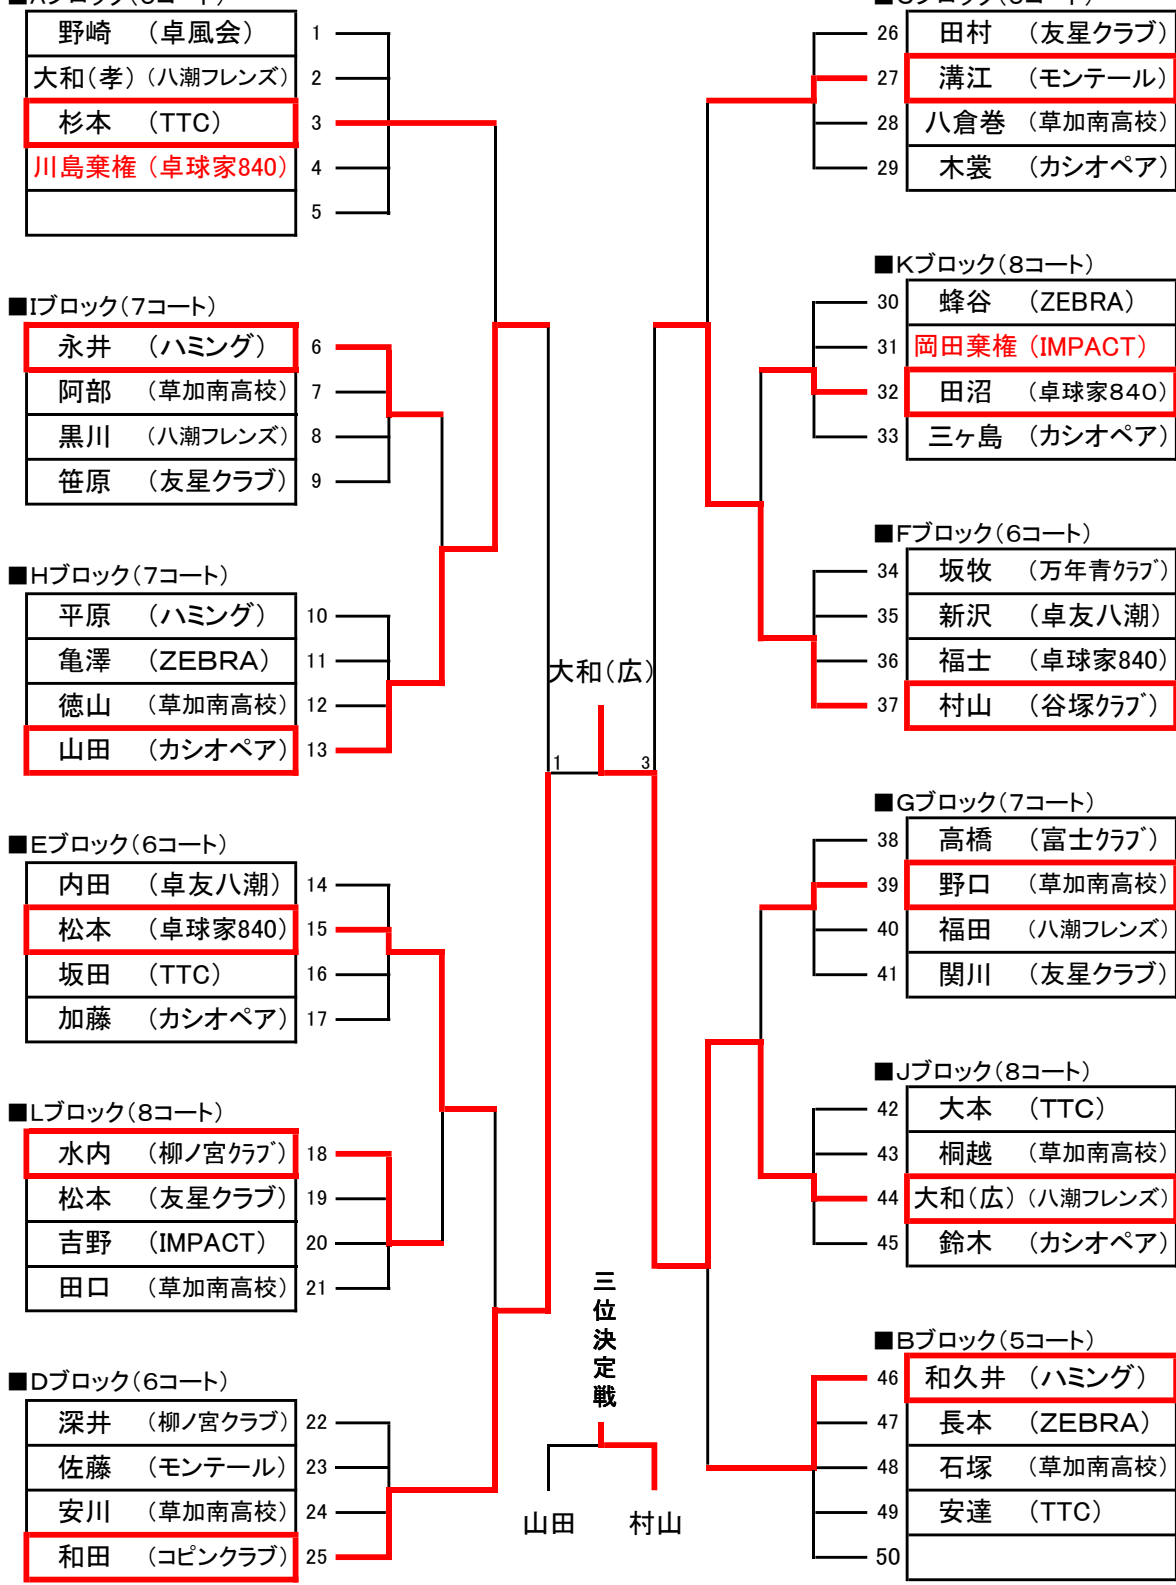 ■Aブロック(5コート)
野崎 (卓風会) 1
大和(孝) (八潮フレンズ) 2
杉本 (TTC) 3
川島棄権 (卓球家840) 4
5
■Iブロック(7コート)
永井 (ハミング) 6
阿部 (草加南高校) 7
黒川 (八潮フレンズ) 8
笹原 (友星クラブ) 9
■Hブロック(7コート)
平原 (ハミング) 10
亀澤 (ZEBRA) 11
徳山 (草加南高校) 12
山田 (カシオペア) 13
■Eブロック(6コート)
内田 (卓友八潮) 14
松本 (卓球家840) 15
坂田 (TTC) 16
加藤 (カシオペア) 17
■Lブロック(8コート)
水内 (柳ノ宮クラブ) 18
松本 (友星クラブ) 19
吉野 (IMPACT) 20
田口 (草加南高校) 21
■Dブロック(6コート)
深井 (柳ノ宮クラブ) 22
佐藤 (モンテール) 23
安川 (草加南高校) 24
和田 (コピンクラブ) 25
大和(広)
1 3
三位決定戦
山田 村山
26 田村 (友星クラブ)
27 溝江 (モンテール)
28 八倉巻 (草加南高校)
29 木裳 (カシオペア)
■Kブロック(8コート)
30 蜂谷 (ZEBRA)
31 岡田棄権 (IMPACT)
32 田沼 (卓球家840)
33 三ヶ島 (カシオペア)
■Fブロック(6コート)
34 坂牧 (万年青クラブ)
35 新沢 (卓友八潮)
36 福士 (卓球家840)
37 村山 (谷塚クラブ)
■Gブロック(7コート)
38 高橋 (富士クラブ)
39 野口 (草加南高校)
40 福田 (八潮フレンズ)
41 関川 (友星クラブ)
■Jブロック(8コート)
42 大本 (TTC)
43 桐越 (草加南高校)
44 大和(広) (八潮フレンズ)
45 鈴木 (カシオペア)
■Bブロック(5コート)
46 和久井 (ハミング)
47 長本 (ZEBRA)
48 石塚 (草加南高校)
49 安達 (TTC)
50